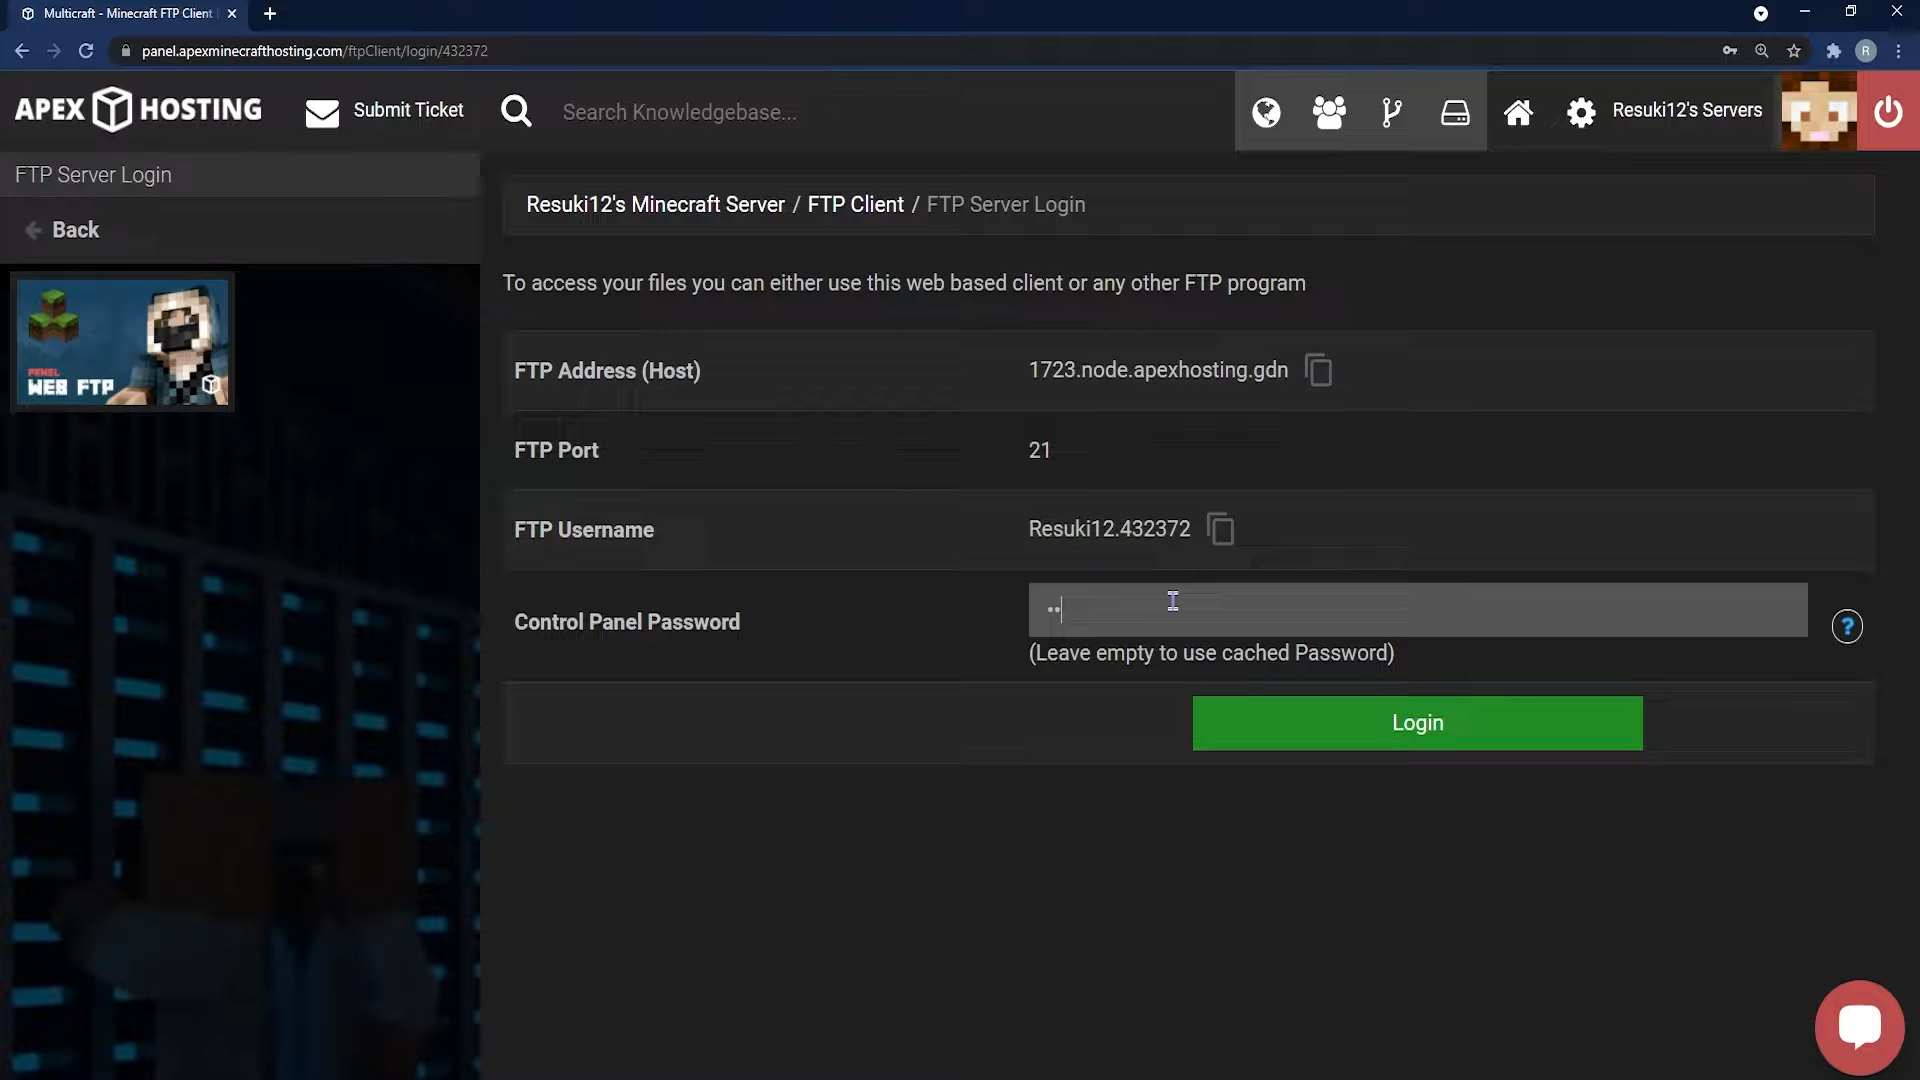 Multicraft - Minecraft FTP Client
panel.apexminecrafthosting.com/ftpClient/login/432372
R
APEX HOSTING
Submit Ticket
Search Knowledgebase...
Resuki12's Servers
FTP Server Login
Back
PANEL
WEB FTP
Resuki12's Minecraft Server / FTP Client / FTP Server Login
To access your files you can either use this web based client or any other FTP program
FTP Address (Host)
1723.node.apexhosting.gdn
FTP Port
21
FTP Username
Resuki12.432372
Control Panel Password
••
?
(Leave empty to use cached Password)
Login